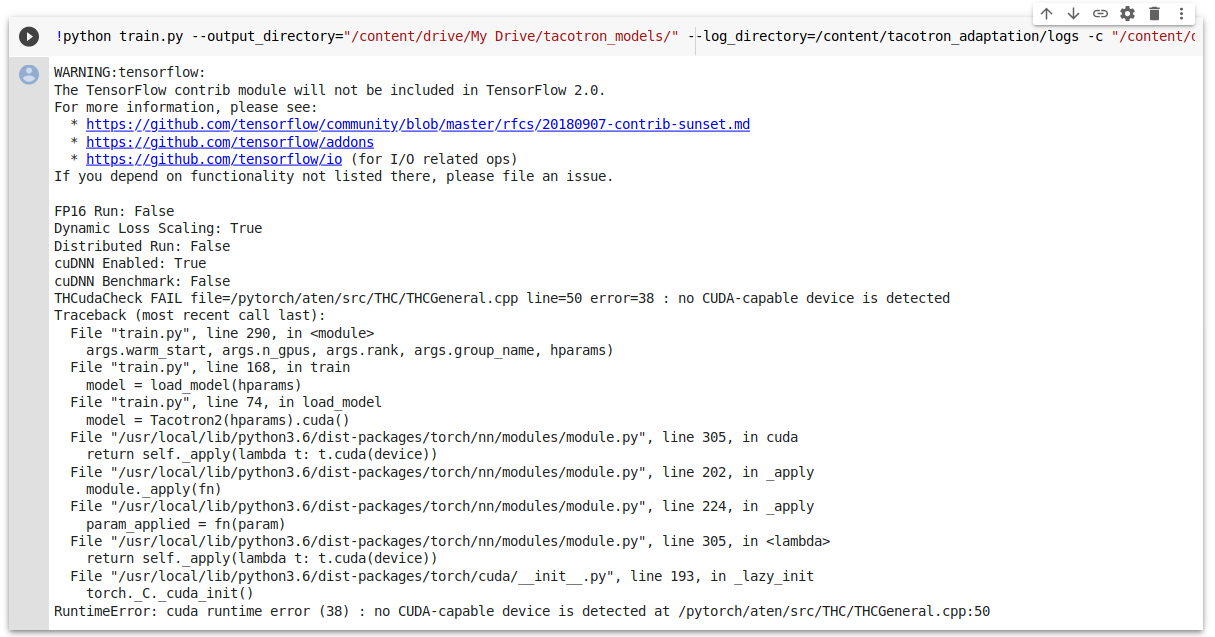 !python train.py --output_directory="/content/drive/My Drive/tacotron_models/" --log_directory=/content/tacotron_adaptation/logs -c "/content/
WARNING:tensorflow:
The TensorFlow contrib module will not be included in TensorFlow 2.0.
For more information, please see:
  * https://github.com/tensorflow/community/blob/master/rfcs/20180907-contrib-sunset.md
  * https://github.com/tensorflow/addons
  * https://github.com/tensorflow/io (for I/O related ops)
If you depend on functionality not listed there, please file an issue.
FP16 Run: False
Dynamic Loss Scaling: True
Distributed Run: False
cuDNN Enabled: True
cuDNN Benchmark: False
THCudaCheck FAIL file=/pytorch/aten/src/THC/THCGeneral.cpp line=50 error=38 : no CUDA-capable device is detected
Traceback (most recent call last):
  File "train.py", line 290, in <module>
    args.warm_start, args.n_gpus, args.rank, args.group_name, hparams)
  File "train.py", line 168, in train
    model = load_model(hparams)
  File "train.py", line 74, in load_model
    model = Tacotron2(hparams).cuda()
  File "/usr/local/lib/python3.6/dist-packages/torch/nn/modules/module.py", line 305, in cuda
    return self._apply(lambda t: t.cuda(device))
  File "/usr/local/lib/python3.6/dist-packages/torch/nn/modules/module.py", line 202, in _apply
    module._apply(fn)
  File "/usr/local/lib/python3.6/dist-packages/torch/nn/modules/module.py", line 224, in _apply
    param_applied = fn(param)
  File "/usr/local/lib/python3.6/dist-packages/torch/nn/modules/module.py", line 305, in <lambda>
    return self._apply(lambda t: t.cuda(device))
  File "/usr/local/lib/python3.6/dist-packages/torch/cuda/__init__.py", line 193, in _lazy_init
    torch._C._cuda_init()
RuntimeError: cuda runtime error (38) : no CUDA-capable device is detected at /pytorch/aten/src/THC/THCGeneral.cpp:50